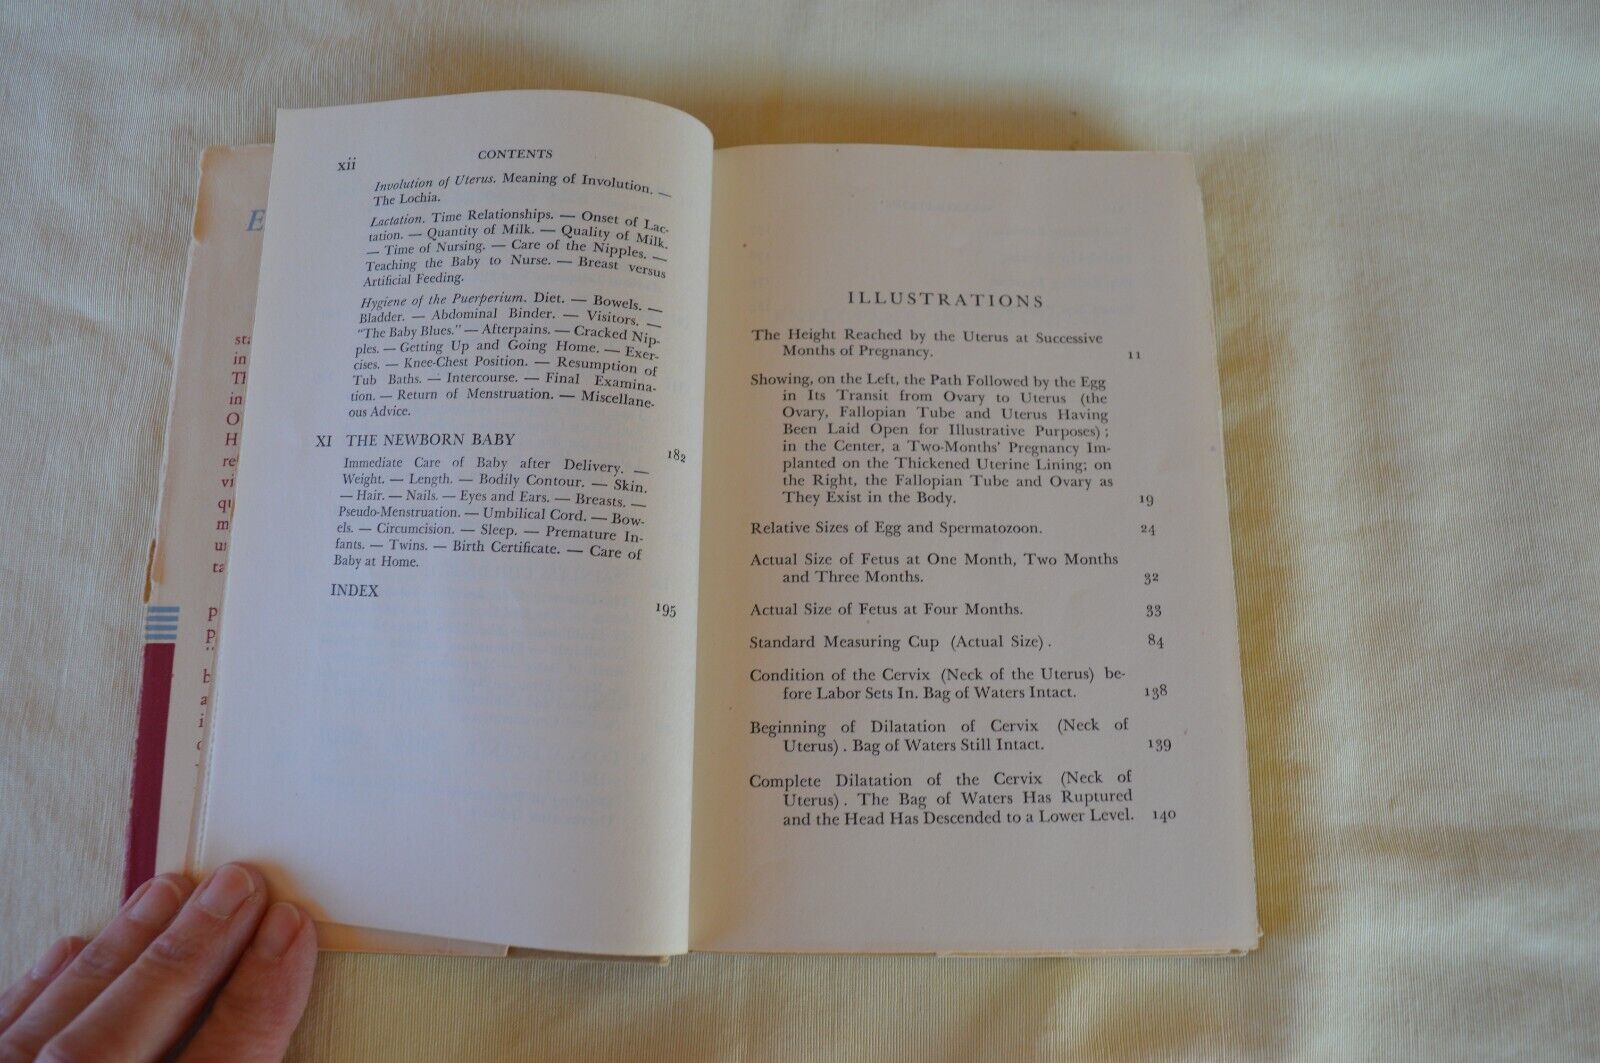 xii
CONTENTS
Involution of Uterus. Meaning of Involution. —
The Lochia.
Lactation. Time Relationships. — Onset of Lac-
tation. — Quantity of Milk. — Quality of Milk.
— Time of Nursing. — Care of the Nipples. —
Teaching the Baby to Nurse. — Breast versus
Artificial Feeding.
Hygiene of the Puerperium. Diet. — Bowels. —
Bladder. — Abdominal Binder. — Visitors. —
"The Baby Blues." — Afterpains. — Cracked Nip-
ples. — Getting Up and Going Home. — Exer-
cises. — Knee-Chest Position. — Resumption of
Tub Baths. — Intercourse. — Final Examina-
tion. — Return of Menstruation. — Miscellane-
ous Advice.
XI THE NEWBORN BABY 182
Immediate Care of Baby after Delivery. —
Weight. — Length. — Bodily Contour. — Skin.
— Hair. — Nails. — Eyes and Ears. — Breasts. —
Pseudo-Menstruation. — Umbilical Cord. — Bow-
els. — Circumcision. — Sleep. — Premature In-
fants. — Twins. — Birth Certificate. — Care of
Baby at Home.
INDEX 195
ILLUSTRATIONS
The Height Reached by the Uterus at Successive
Months of Pregnancy. 11
Showing, on the Left, the Path Followed by the Egg
in Its Transit from Ovary to Uterus (the
Ovary, Fallopian Tube and Uterus Having
Been Laid Open for Illustrative Purposes);
in the Center, a Two-Months' Pregnancy Im-
planted on the Thickened Uterine Lining; on
the Right, the Fallopian Tube and Ovary as
They Exist in the Body. 19
Relative Sizes of Egg and Spermatozoon. 24
Actual Size of Fetus at One Month, Two Months
and Three Months. 32
Actual Size of Fetus at Four Months. 33
Standard Measuring Cup (Actual Size). 84
Condition of the Cervix (Neck of the Uterus) be-
fore Labor Sets In. Bag of Waters Intact. 138
Beginning of Dilatation of Cervix (Neck of
Uterus). Bag of Waters Still Intact. 139
Complete Dilatation of the Cervix (Neck of
Uterus). The Bag of Waters Has Ruptured
and the Head Has Descended to a Lower Level. 140